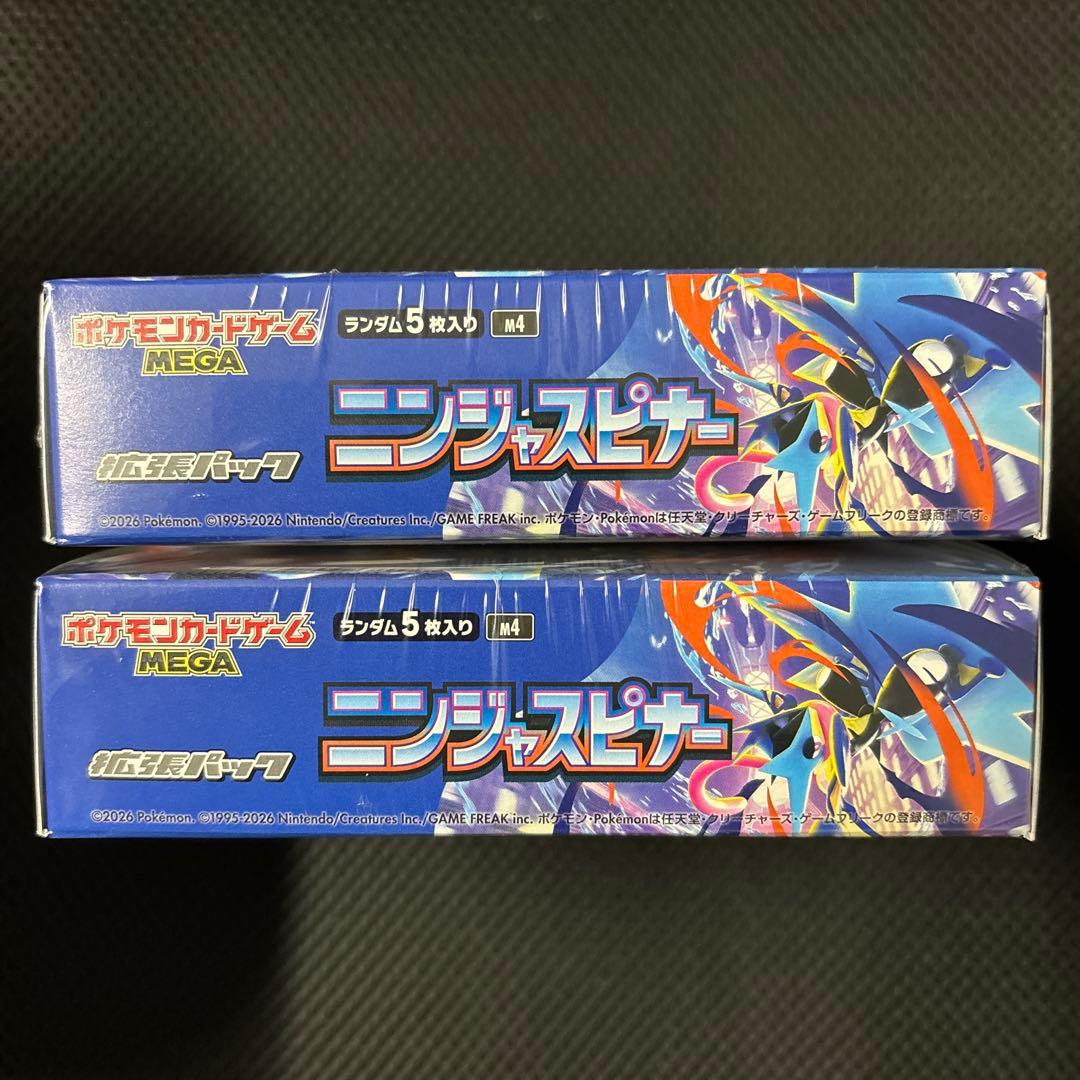 ポケモンカードゲーム
MEGA
ランダム5枚入り M4
ニンジャスピナー
拡張パック
©2026 Pokémon. ©1995-2026 Nintendo/Creatures Inc./GAME FREAK inc. ポケモン・Pokémonは任天堂・クリーチャーズ・ゲームフリークの登録商標です。
ポケモンカードゲーム™
MEGA
ランダム5枚入り M4
ニンジャスピナー
拡張パック
©2026 Pokémon. ©1995-2026 Nintendo/Creatures Inc./GAME FREAK inc. ポケモン・Pokémonは任天堂・クリーチャーズ・ゲームフリークの登録商標です。